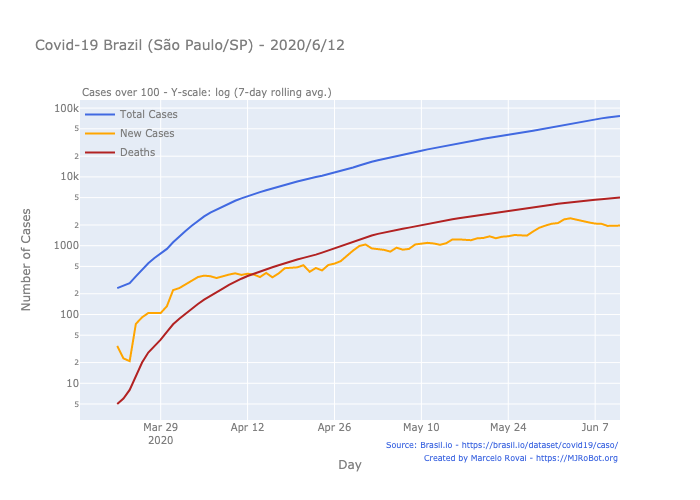 Covid-19 Brazil (São Paulo/SP) - 2020/6/12
Cases over 100 - Y-scale: log (7-day rolling avg.)
Total Cases
New Cases
Deaths
100k
5
2
10k
5
2
1000
5
2
100
5
2
10
5
Number of Cases
Mar 29
2020
Apr 12
Apr 26
May 10
May 24
Jun 7
Day
Source: Brasil.io - https://brasil.io/dataset/covid19/caso/
Created by Marcelo Rovai - https://MJRoBot.org